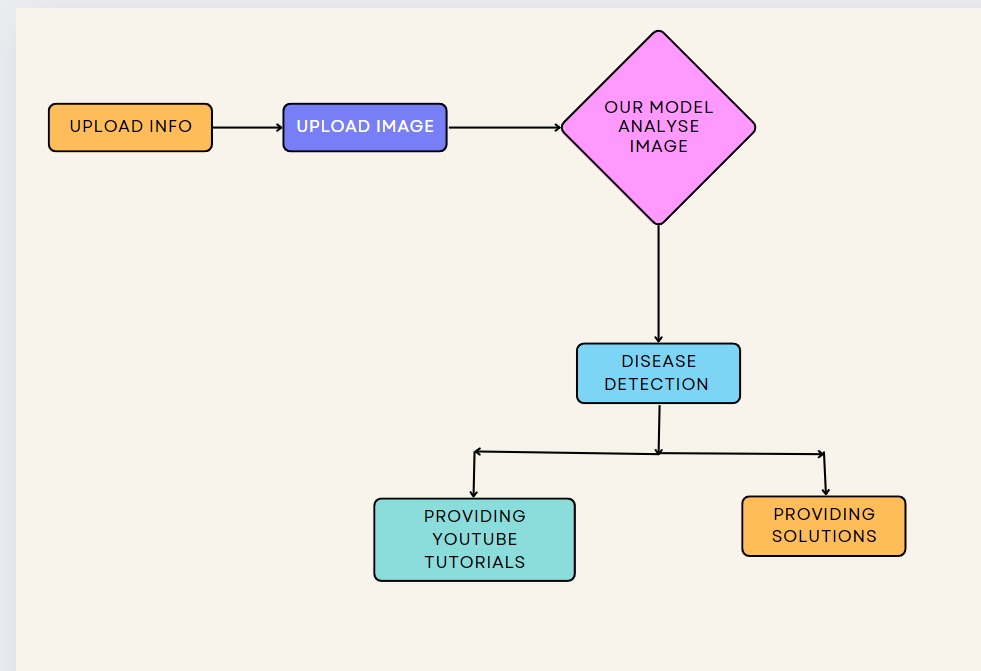 UPLOAD INFO
UPLOAD IMAGE
OUR MODEL
ANALYSE
IMAGE
DISEASE
DETECTION
PROVIDING
YOUTUBE
TUTORIALS
PROVIDING
SOLUTIONS